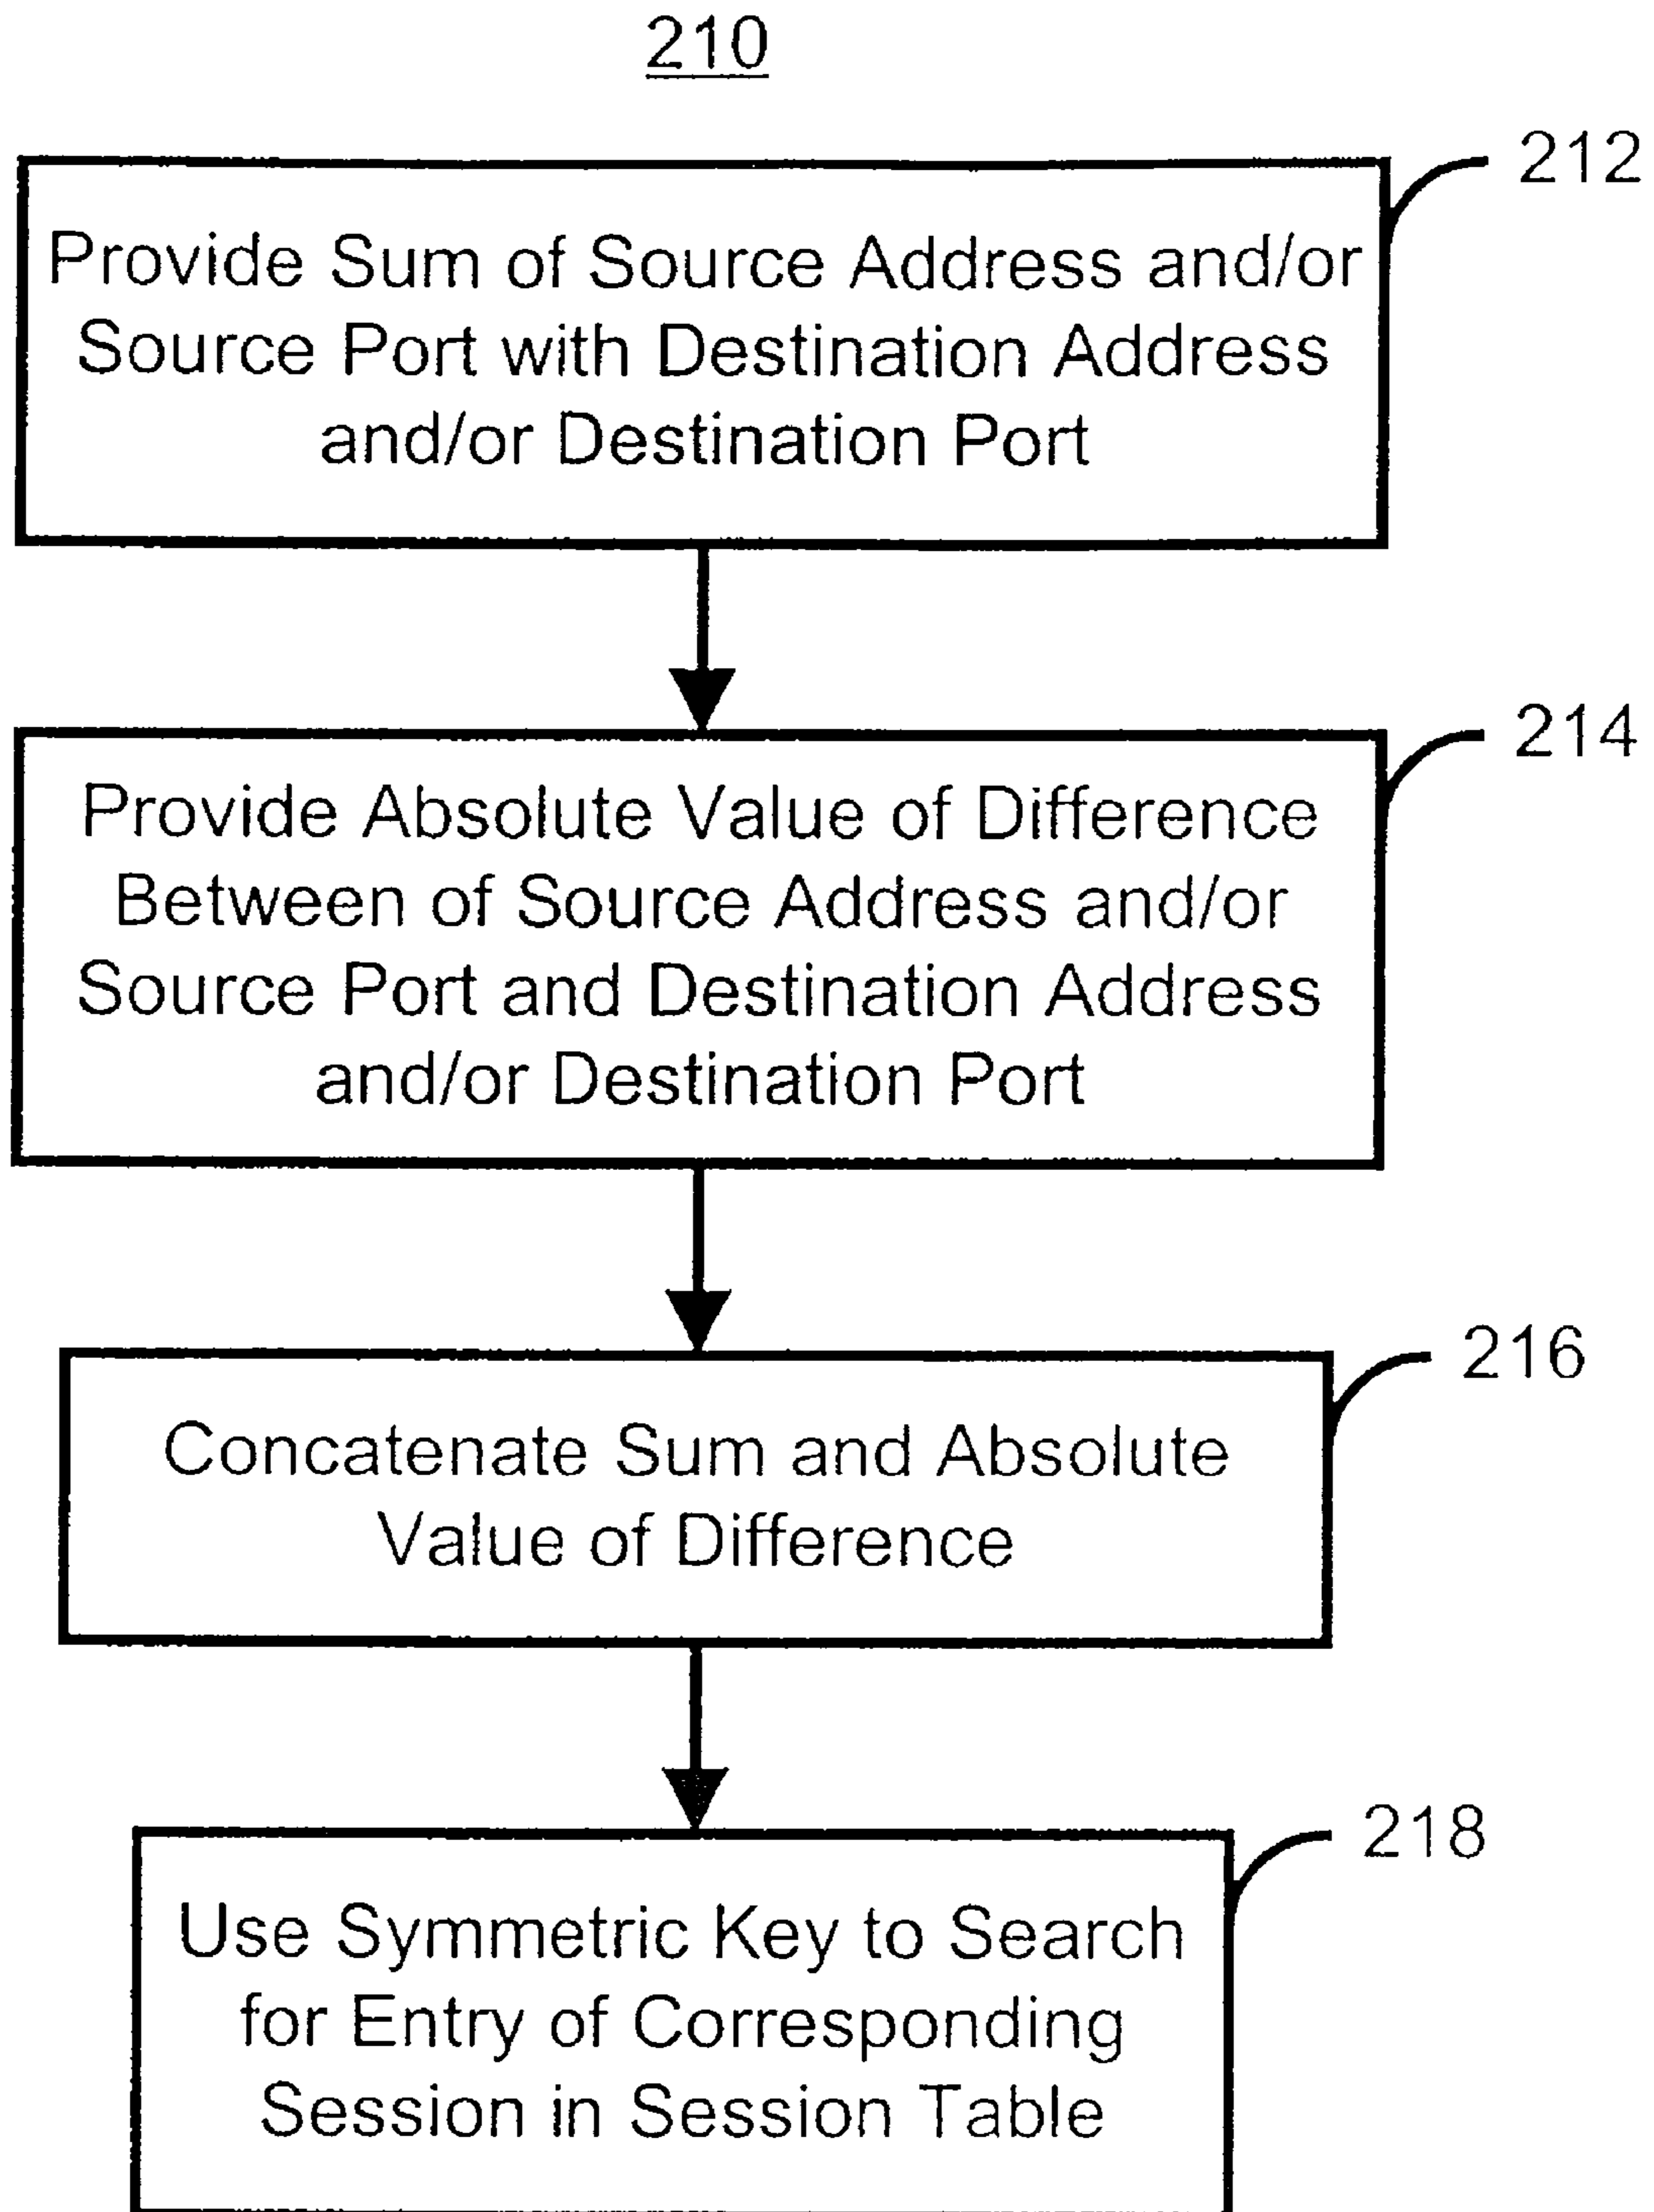 210
212
Provide Sum of Source Address and/or
Source Port with Destination Address
and/or Destination Port
214
Provide Absolute Value of Difference
Between of Source Address and/or
Source Port and Destination Address
and/or Destination Port
216
Concatenate Sum and Absolute
Value of Difference
218
Use Symmetric Key to Search
for Entry of Corresponding
Session in Session Table